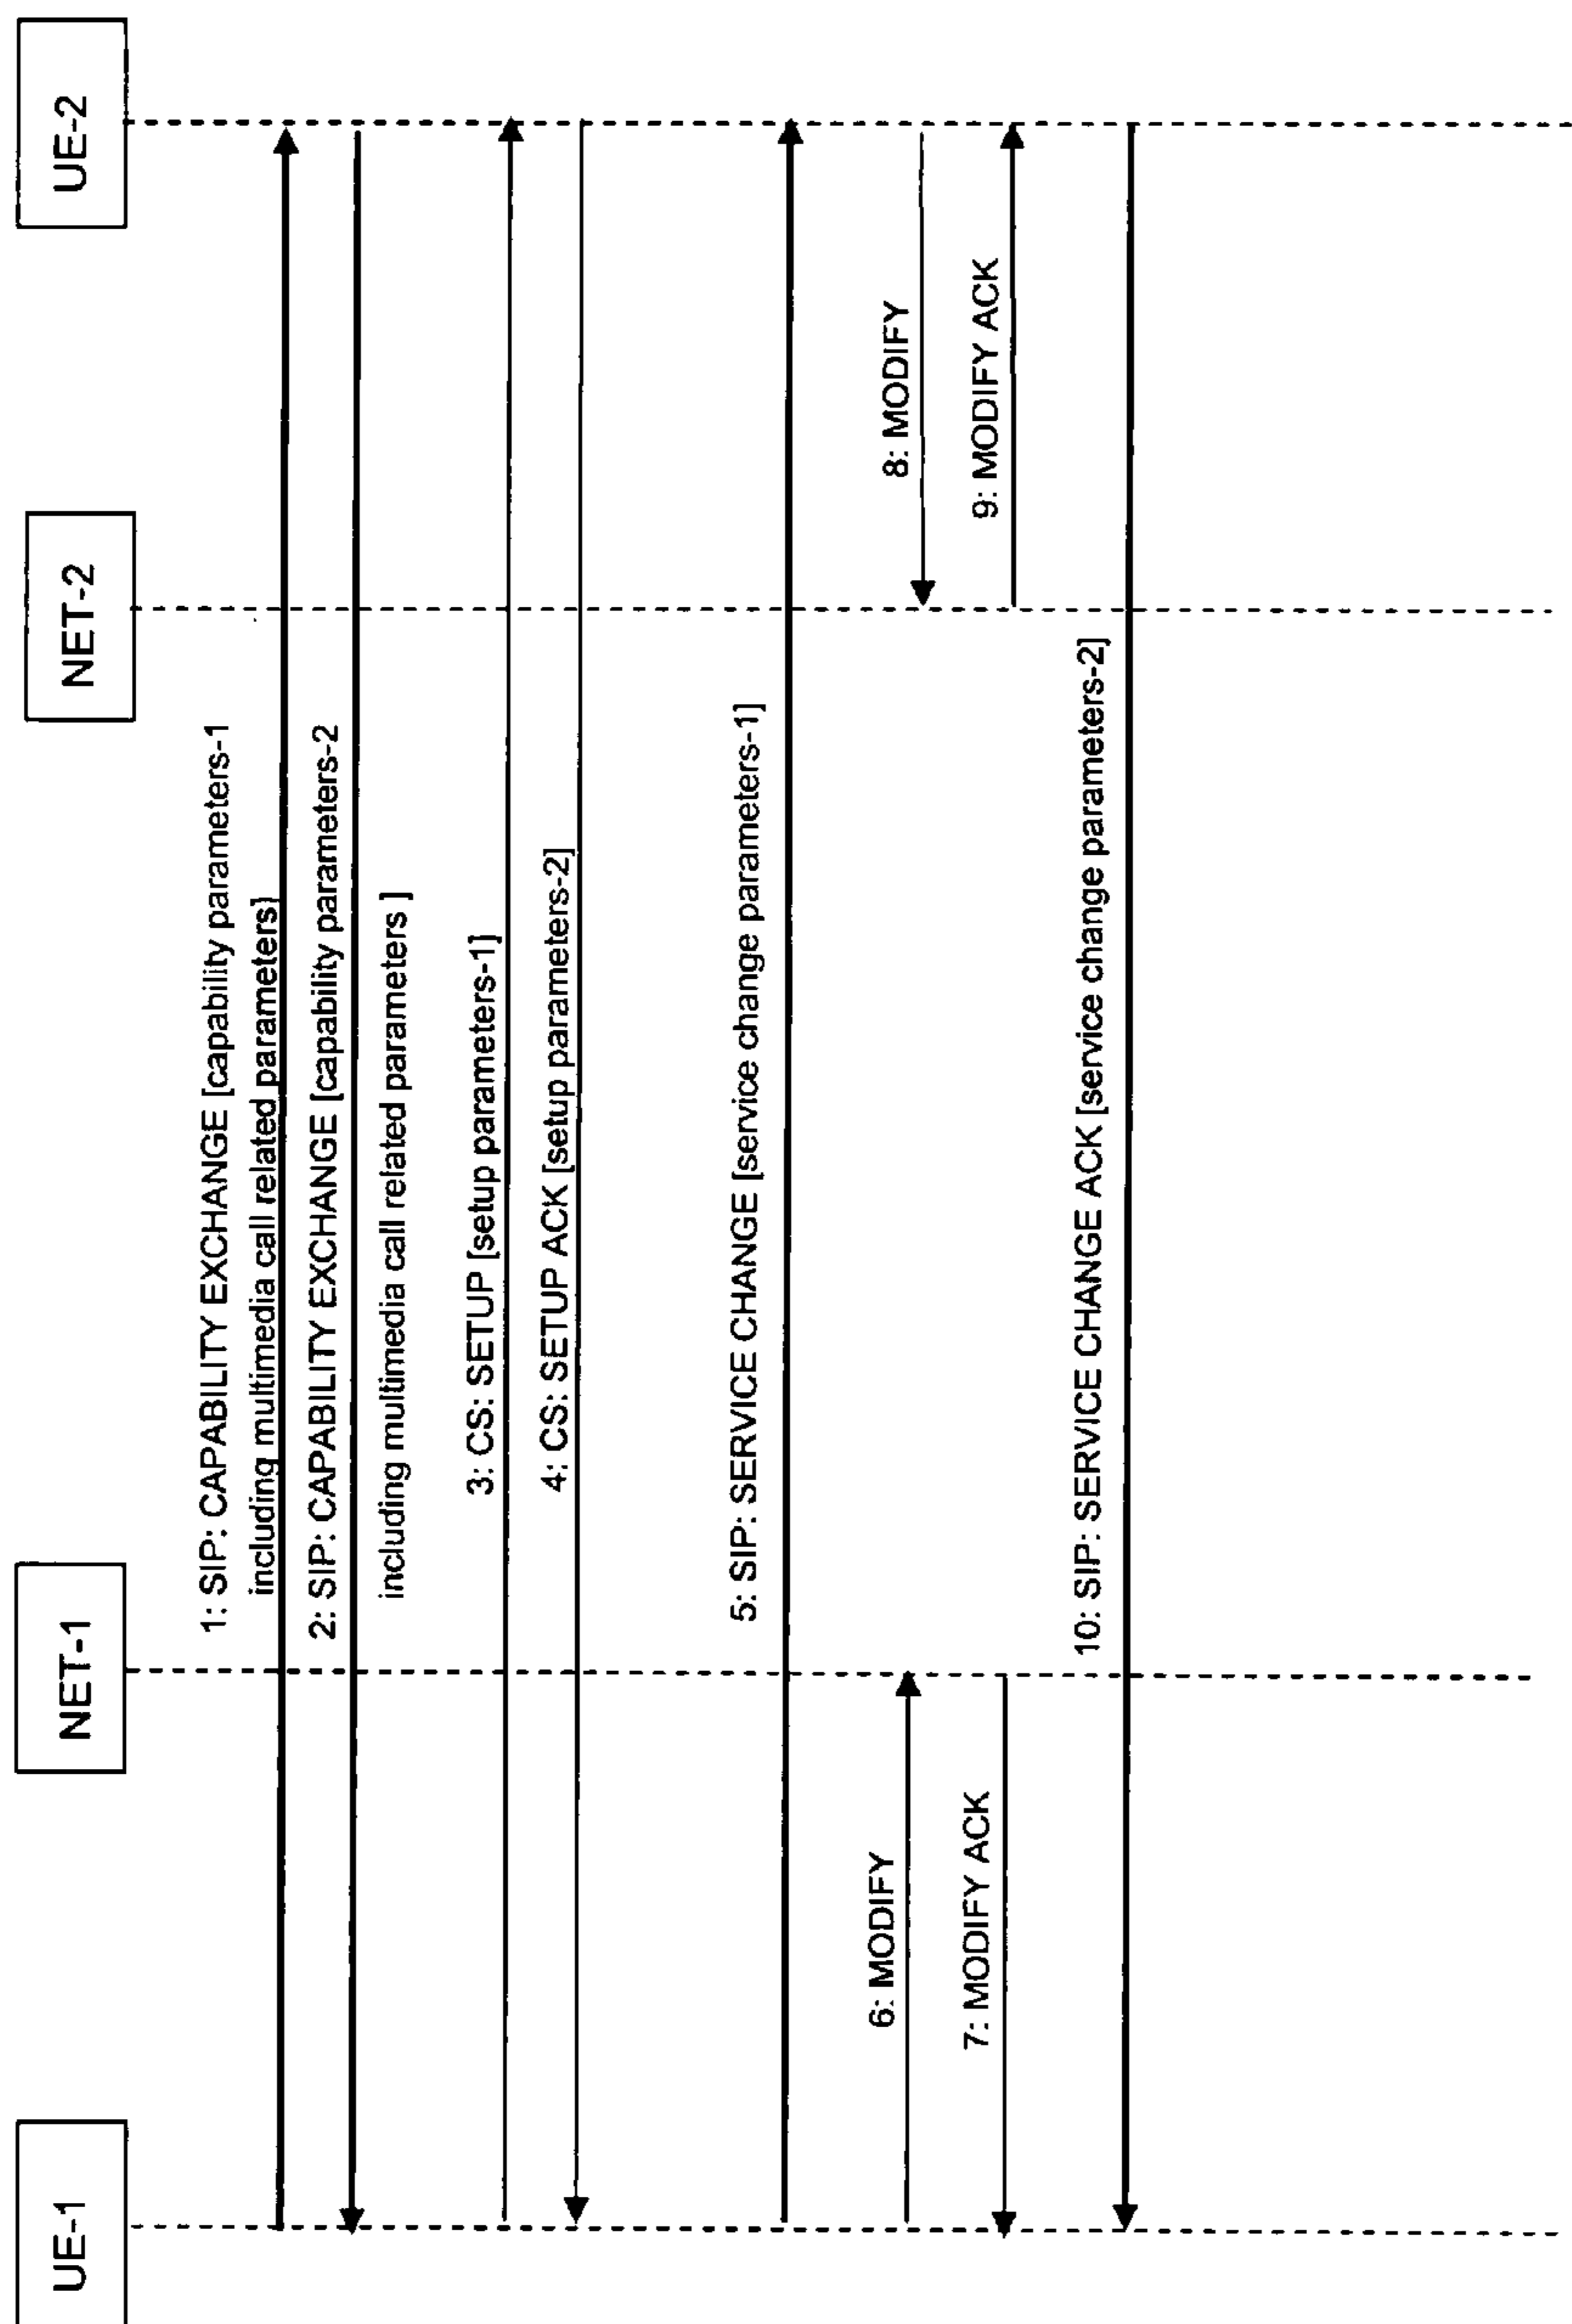 UE-1
NET-1
NET-2
UE-2
1: SIP: CAPABILITY EXCHANGE [capability parameters-1
including multimedia call related parameters]
2: SIP: CAPABILITY EXCHANGE [capability parameters-2
including multimedia call related parameters ]
3: CS: SETUP [setup parameters-1]
4: CS: SETUP ACK [setup parameters-2]
5: SIP: SERVICE CHANGE [service change parameters-1]
6: MODIFY
8: MODIFY
7: MODIFY ACK
9: MODIFY ACK
10: SIP: SERVICE CHANGE ACK [service change parameters-2]